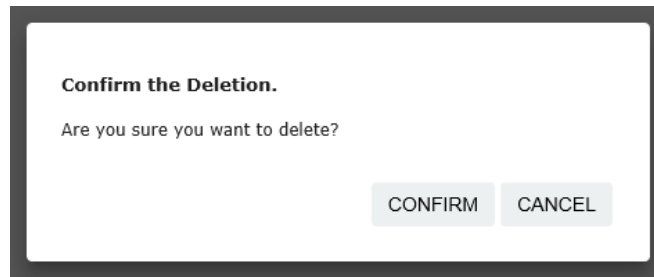 Confirm the Deletion.
Are you sure you want to delete?
CONFIRM CANCEL